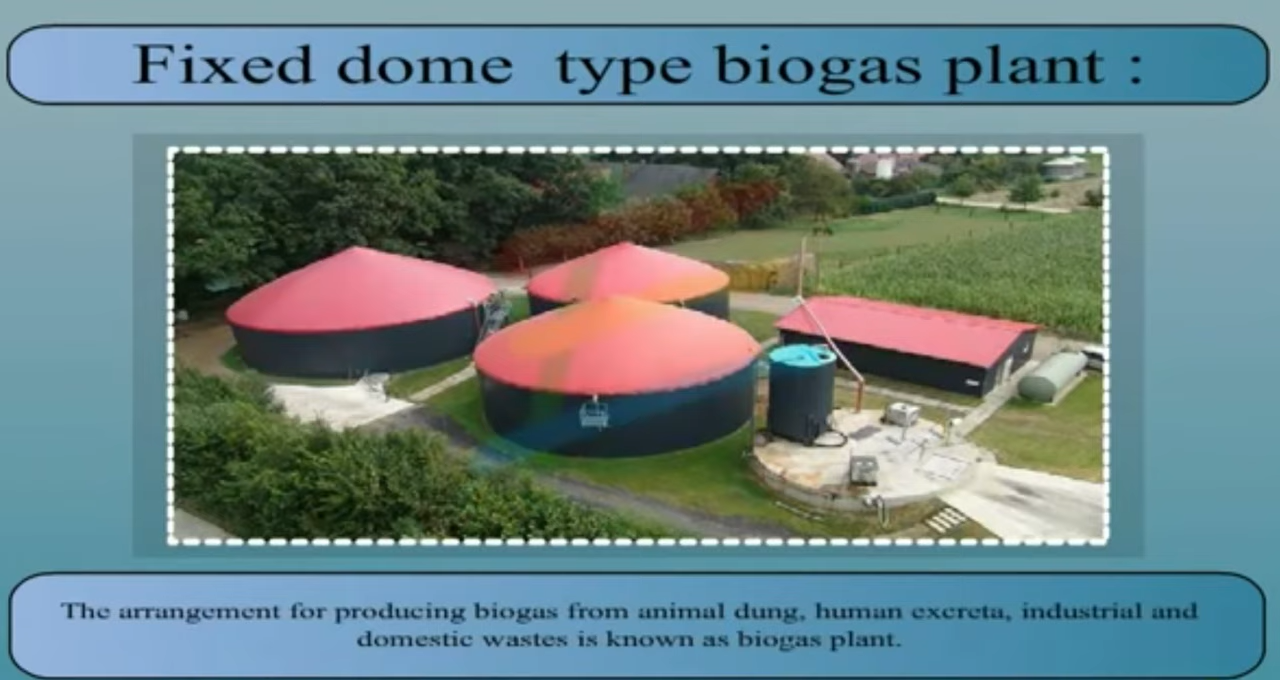 Fixed dome type biogas plant :
The arrangement for producing biogas from animal dung, human excreta, industrial and
domestic wastes is known as biogas plant.